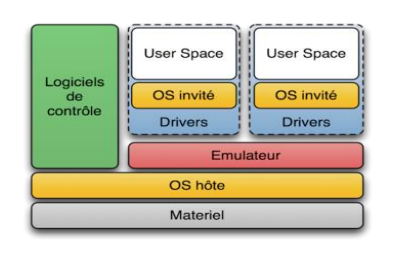 Logiciels
de
contrôle
User Space
OS invité
Drivers
User Space
OS invité
Drivers
Emulateur
OS hôte
Materiel